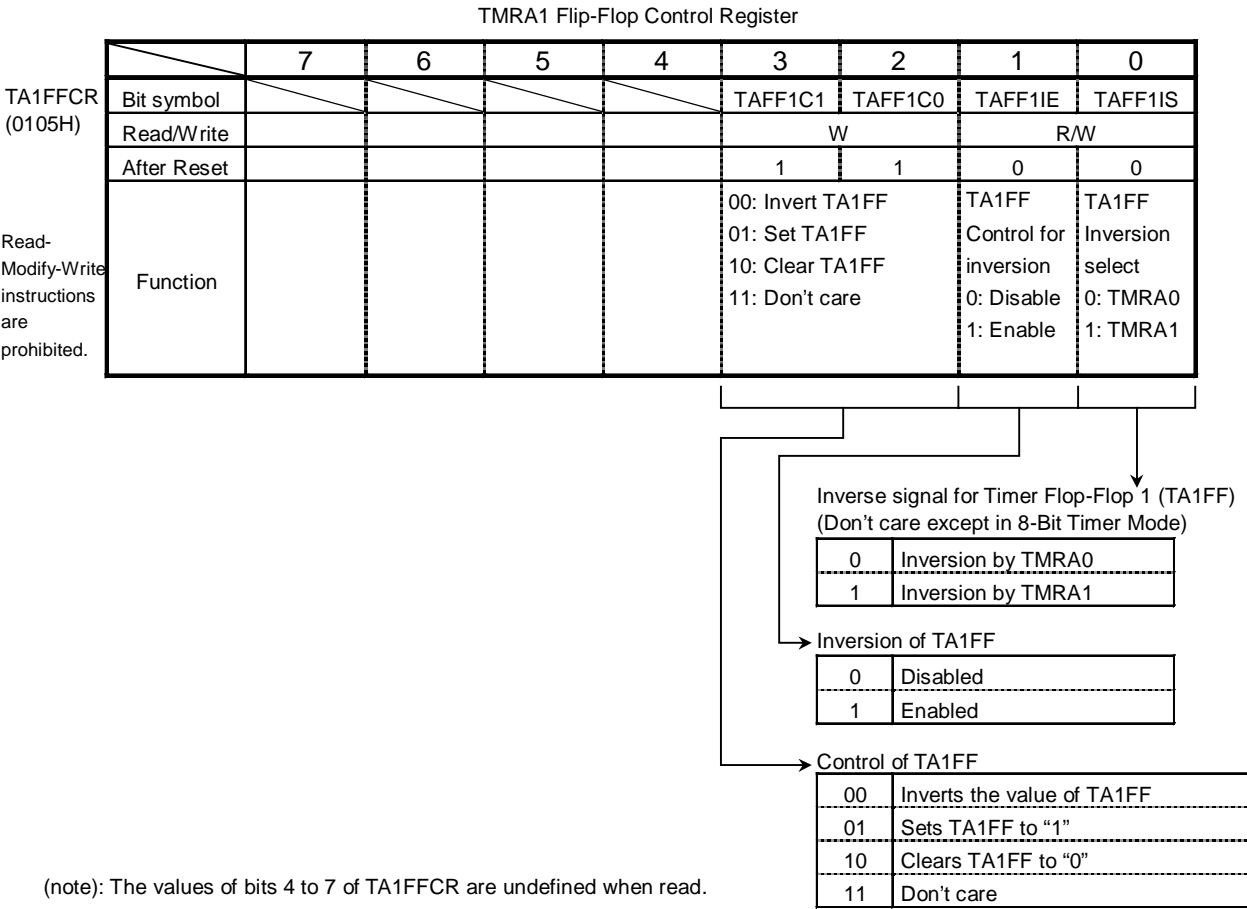 TMRA1 Flip-Flop Control Register
7 6 5 4 3 2 1 0
TA1FFCR
(0105H)
Bit symbol TAFF1C1 TAFF1C0 TAFF1IE TAFF1IS
Read/Write W R/W
After Reset 1 1 0 0
Read-
Modify-Write
instructions
are
prohibited.
Function
00: Invert TA1FF
01: Set TA1FF
10: Clear TA1FF
11: Don't care
TA1FF
Control for
inversion
0: Disable
1: Enable
TA1FF
Inversion
select
0: TMRA0
1: TMRA1
Inverse signal for Timer Flop-Flop 1 (TA1FF)
(Don't care except in 8-Bit Timer Mode)
0 Inversion by TMRA0
1 Inversion by TMRA1
Inversion of TA1FF
0 Disabled
1 Enabled
Control of TA1FF
00 Inverts the value of TA1FF
01 Sets TA1FF to “1”
10 Clears TA1FF to “0”
11 Don't care
(note): The values of bits 4 to 7 of TA1FFCR are undefined when read.